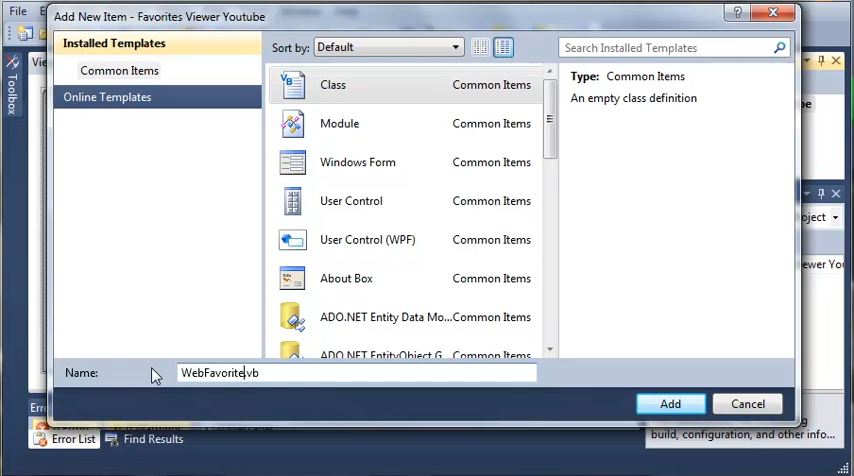 File
Add New Item - Favorites Viewer Youtube
Toolbox
Installed Templates
Common Items
Online Templates
Sort by: Default
Search Installed Templates
Class Common Items
Module Common Items
Windows Form Common Items
User Control Common Items
User Control (WPF) Common Items
About Box Common Items
ADO.NET Entity Data Mo... Common Items
ADO.NET EntityObject G... Common Items
Type: Common Items
An empty class definition
Name: WebFavorite.vb
Add Cancel
Error List Find Results
build, configuration, and other info...